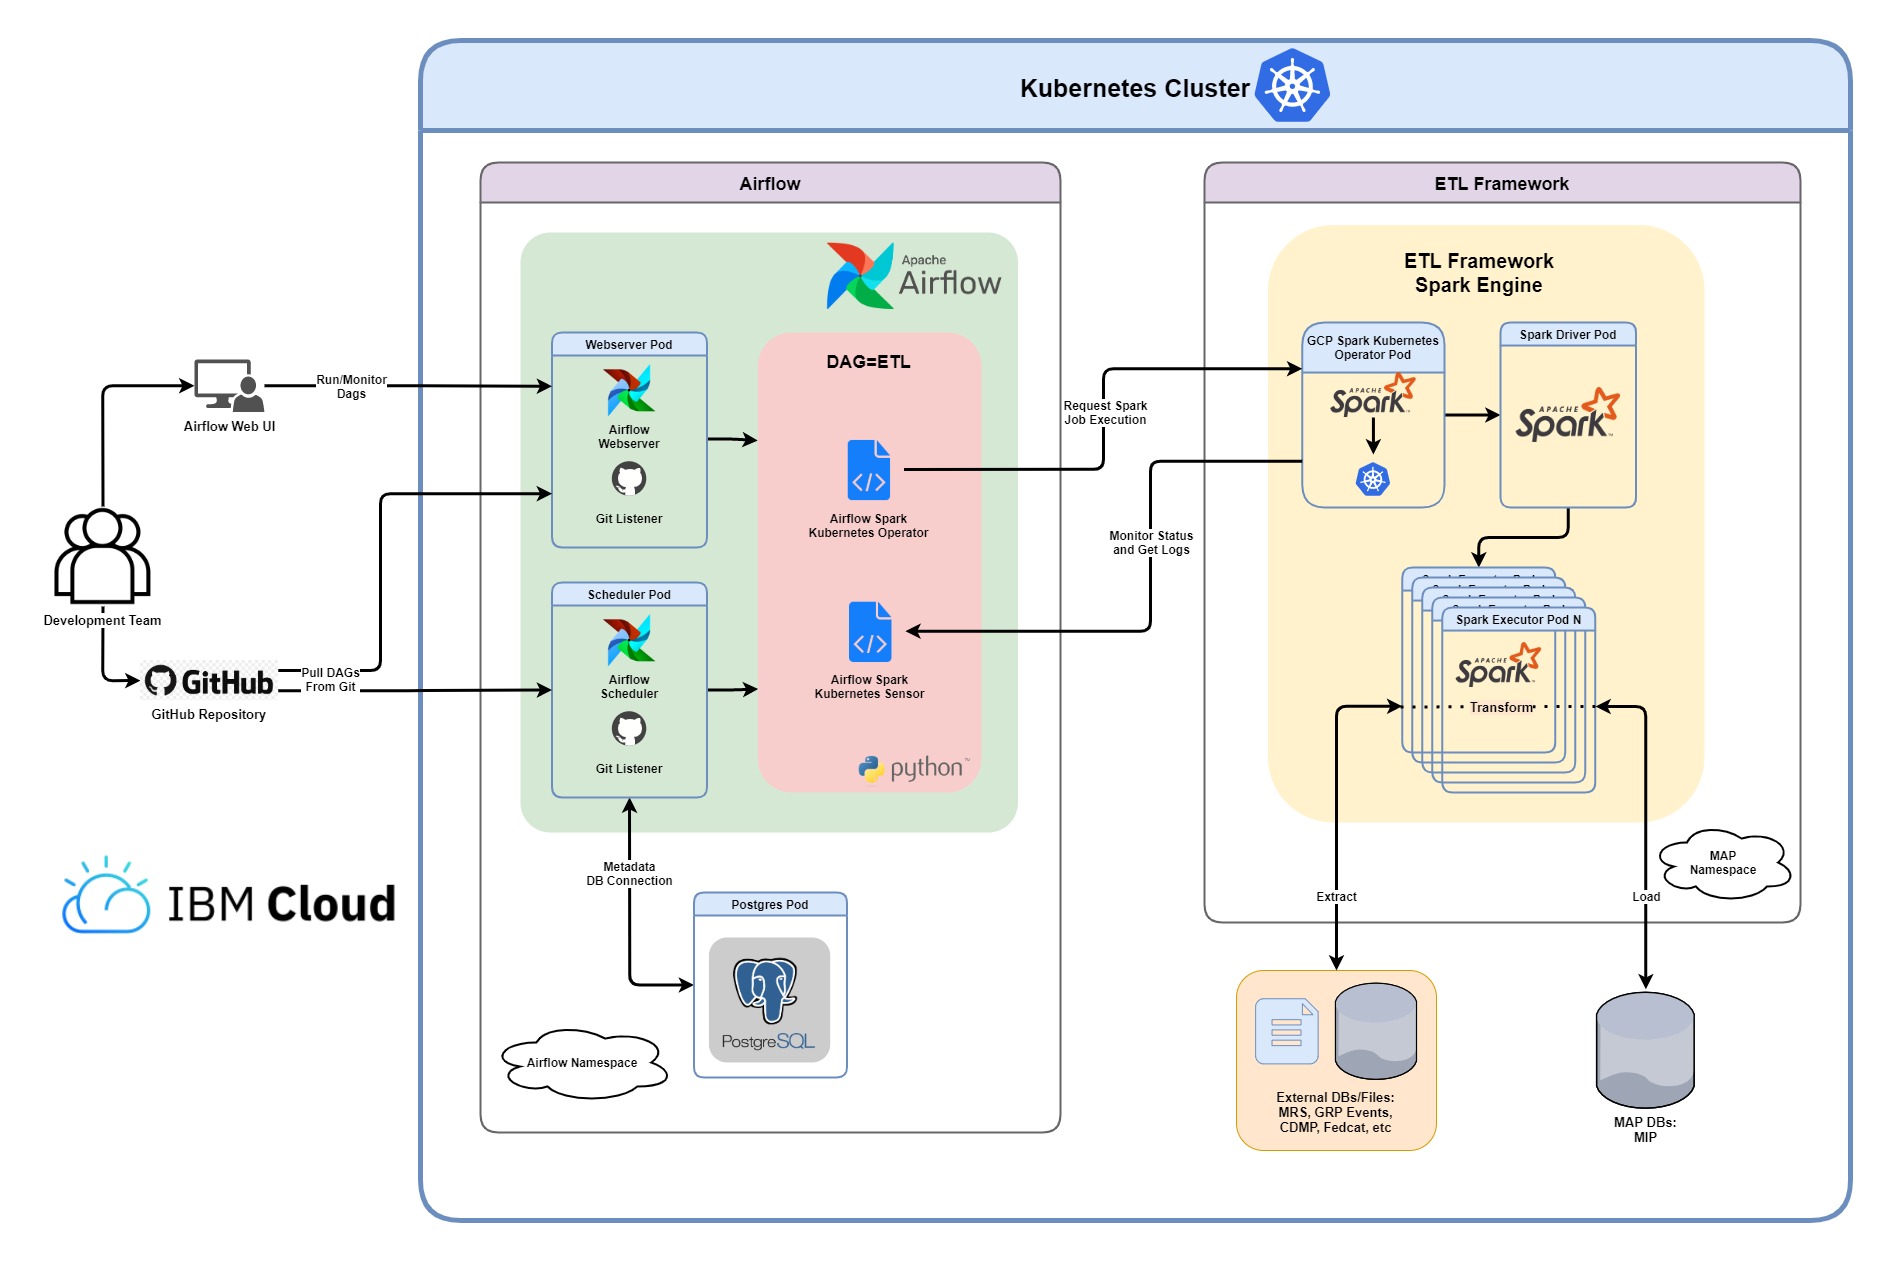 Kubernetes Cluster
Airflow
Apache
Airflow
Webserver Pod
Airflow
Webserver
Git Listener
DAG=ETL
Airflow Spark
Kubernetes Operator
Airflow Spark
Kubernetes Sensor
python
Scheduler Pod
Airflow
Scheduler
Git Listener
Metadata
DB Connection
Postgres Pod
PostgreSQL
Airflow Namespace
Run/Monitor
Dags
Airflow Web UI
Development Team
GitHub
GitHub Repository
Pull DAGs
From Git
IBM Cloud
Request Spark
Job Execution
Monitor Status
and Get Logs
ETL Framework
ETL Framework
Spark Engine
GCP Spark Kubernetes
Operator Pod
APACHE
Spark
Spark Driver Pod
APACHE
Spark
Spark Executor Pod N
APACHE
Spark
Transform
MAP
Namespace
Extract
Load
External DBs/Files:
MRS, GRP Events,
CDMP, Fedcat, etc
MAP DBs:
MIP